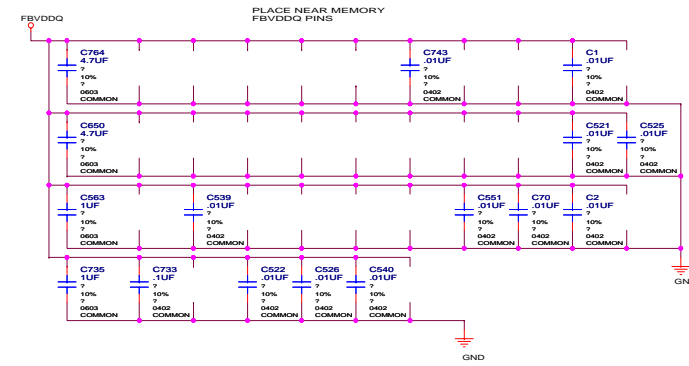 PLACE NEAR MEMORY
FBVDDQ PINS
FBVDDQ
C764
4.7UF
?
10%
?
0603
COMMON
C743
.01UF
?
10%
?
0402
COMMON
C1
.01UF
?
10%
?
0402
COMMON
C650
4.7UF
?
10%
?
0603
COMMON
C521
.01UF
?
10%
?
0402
COMMON
C525
.01UF
?
10%
?
0402
COMMON
C563
1UF
?
10%
?
0603
COMMON
C539
.01UF
?
10%
?
0402
COMMON
C551
.01UF
?
10%
?
0402
COMMON
C70
.01UF
?
10%
?
0402
COMMON
C2
.01UF
?
10%
?
0402
COMMON
C735
1UF
?
10%
?
0603
COMMON
C733
.1UF
?
10%
?
0402
COMMON
C522
.01UF
?
10%
?
0402
COMMON
C526
.01UF
?
10%
?
0402
COMMON
C540
.01UF
?
10%
?
0402
COMMON
GN
GND